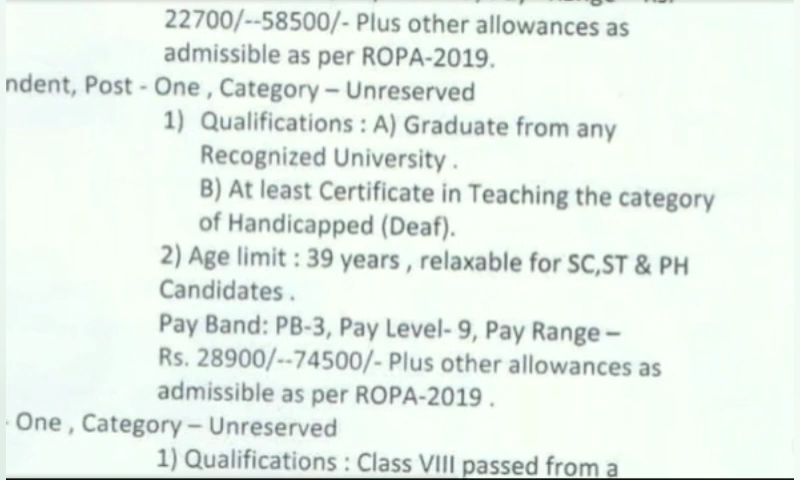 22700/--58500/- Plus other allowances as
admissible as per ROPA-2019.
ndent, Post - One , Category – Unreserved
1) Qualifications : A) Graduate from any
Recognized University .
B) At least Certificate in Teaching the category
of Handicapped (Deaf).
2) Age limit : 39 years , relaxable for SC,ST & PH
Candidates .
Pay Band: PB-3, Pay Level- 9, Pay Range –
Rs. 28900/--74500/- Plus other allowances as
admissible as per ROPA-2019 .
One , Category – Unreserved
1) Qualifications : Class VIII passed from a